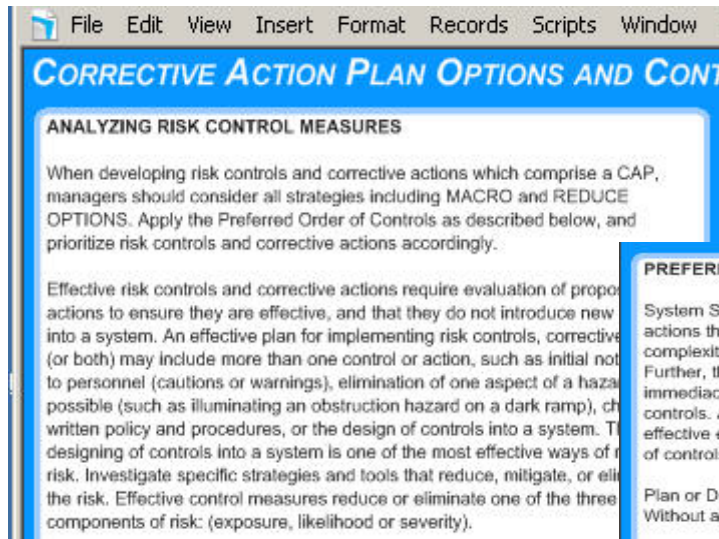 File Edit View Insert Format Records Scripts Window
CORRECTIVE ACTION PLAN OPTIONS AND CONT
ANALYZING RISK CONTROL MEASURES
When developing risk controls and corrective actions which comprise a CAP,
managers should consider all strategies including MACRO and REDUCE
OPTIONS. Apply the Preferred Order of Controls as described below, and
prioritize risk controls and corrective actions accordingly.
Effective risk controls and corrective actions require evaluation of propo
actions to ensure they are effective, and that they do not introduce new
into a system. An effective plan for implementing risk controls, corrective
(or both) may include more than one control or action, such as initial not
to personnel (cautions or warnings), elimination of one aspect of a haza
possible (such as illuminating an obstruction hazard on a dark ramp), ch
written policy and procedures, or the design of controls into a system. T
designing of controls into a system is one of the most effective ways of
risk. Investigate specific strategies and tools that reduce, mitigate, or eli
the risk. Effective control measures reduce or eliminate one of the three
components of risk: (exposure, likelihood or severity).
PREFER
System S
actions th
complexit
Further, t
immediac
controls.
effective
of control
Plan or D
Without a